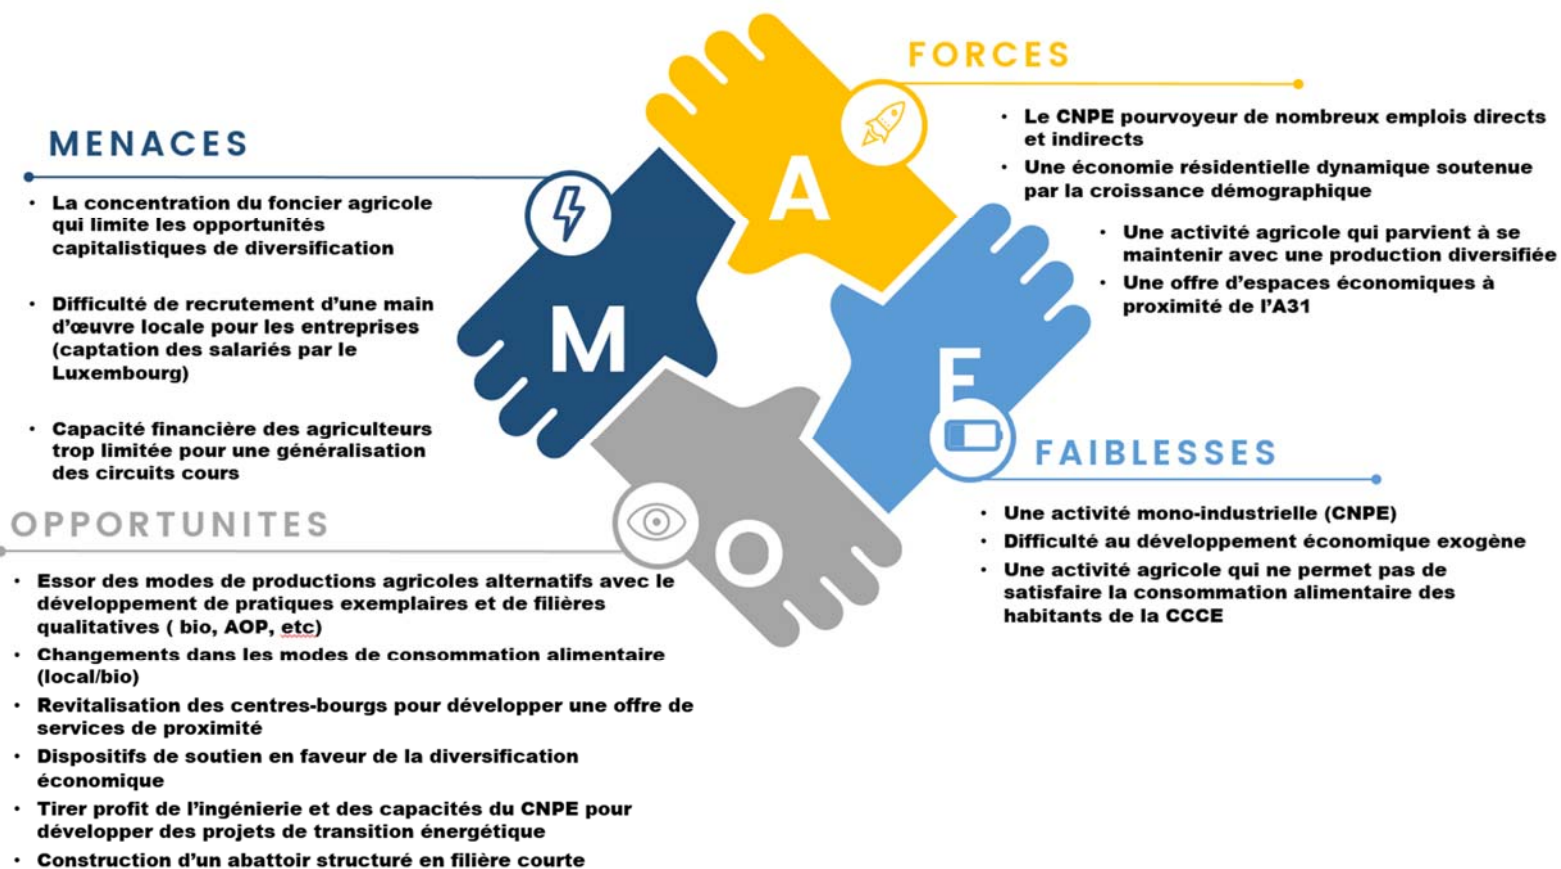 FORCES
• Le CNPE pourvoyeur de nombreux emplois directs
et indirects
• Une économie résidentielle dynamique soutenue
par la croissance démographique
• Une activité agricole qui parvient à se
maintenir avec une production diversifiée
• Une offre d'espaces économiques à
proximité de l'A31
MENACES
• La concentration du foncier agricole
qui limite les opportunités
capitalistiques de diversification
• Difficulté de recrutement d'une main
d'œuvre locale pour les entreprises
(captation des salariés par le
Luxembourg)
• Capacité financière des agriculteurs
trop limitée pour une généralisation
des circuits cours
A
M
F
O
FAIBLESSES
• Une activité mono-industrielle (CNPE)
• Difficulté au développement économique exogène
• Une activité agricole qui ne permet pas de
satisfaire la consommation alimentaire des
habitants de la CCCE
OPPORTUNITES
• Essor des modes de productions agricoles alternatifs avec le
développement de pratiques exemplaires et de filières
qualitatives ( bio, AOP, etc)
• Changements dans les modes de consommation alimentaire
(local/bio)
• Revitalisation des centres-bourgs pour développer une offre de
services de proximité
• Dispositifs de soutien en faveur de la diversification
économique
• Tirer profit de l'ingénierie et des capacités du CNPE pour
développer des projets de transition énergétique
• Construction d'un abattoir structuré en filière courte